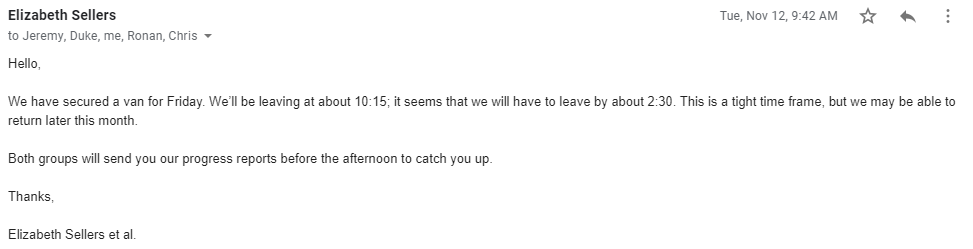 Elizabeth Sellers
Tue, Nov 12, 9:42 AM
to Jeremy, Duke, me, Ronan, Chris
Hello,
We have secured a van for Friday. We'll be leaving at about 10:15; it seems that we will have to leave by about 2:30. This is a tight time frame, but we may be able to
return later this month.
Both groups will send you our progress reports before the afternoon to catch you up.
Thanks,
Elizabeth Sellers et al.